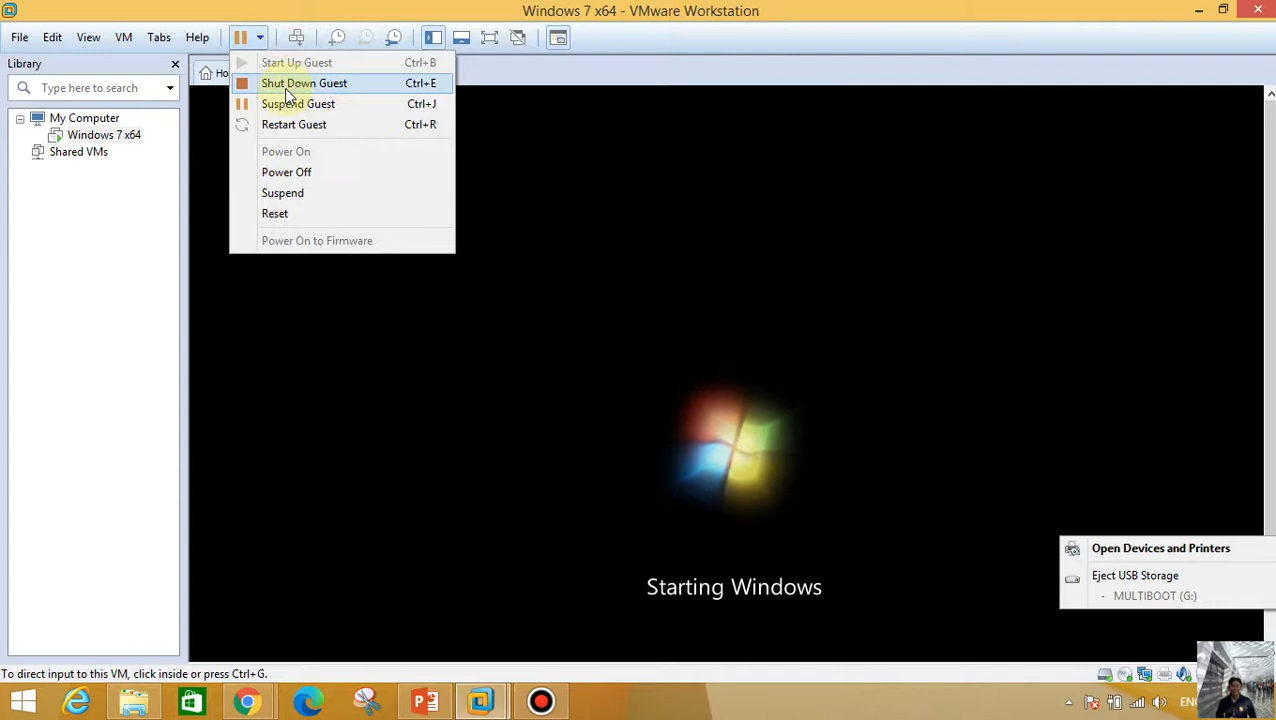 Windows 7 x64 - VMware Workstation
File Edit View VM Tabs Help
Library
Type here to search
My Computer
Windows 7 x64
Shared VMs
Start Up Guest Ctrl+B
Shut Down Guest Ctrl+E
Suspend Guest Ctrl+J
Restart Guest Ctrl+R
Power On
Power Off
Suspend
Reset
Power On to Firmware
Starting Windows
Open Devices and Printers
Eject USB Storage
- MULTIBOOT (G:)
To direct input to this VM, click inside or press Ctrl+G.